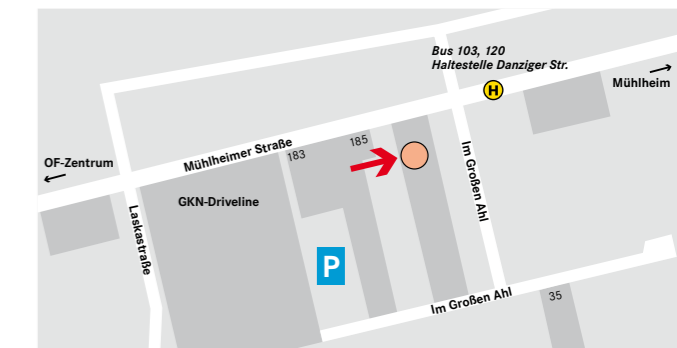 Bus 103, 120
Haltestelle Danziger Str.
H
Mühlheim
Mühlheimer Straße
185
183
OF-Zentrum
GKN-Driveline
Laskastraße
Im Großen Ahl
P
Im Großen Ahl
35